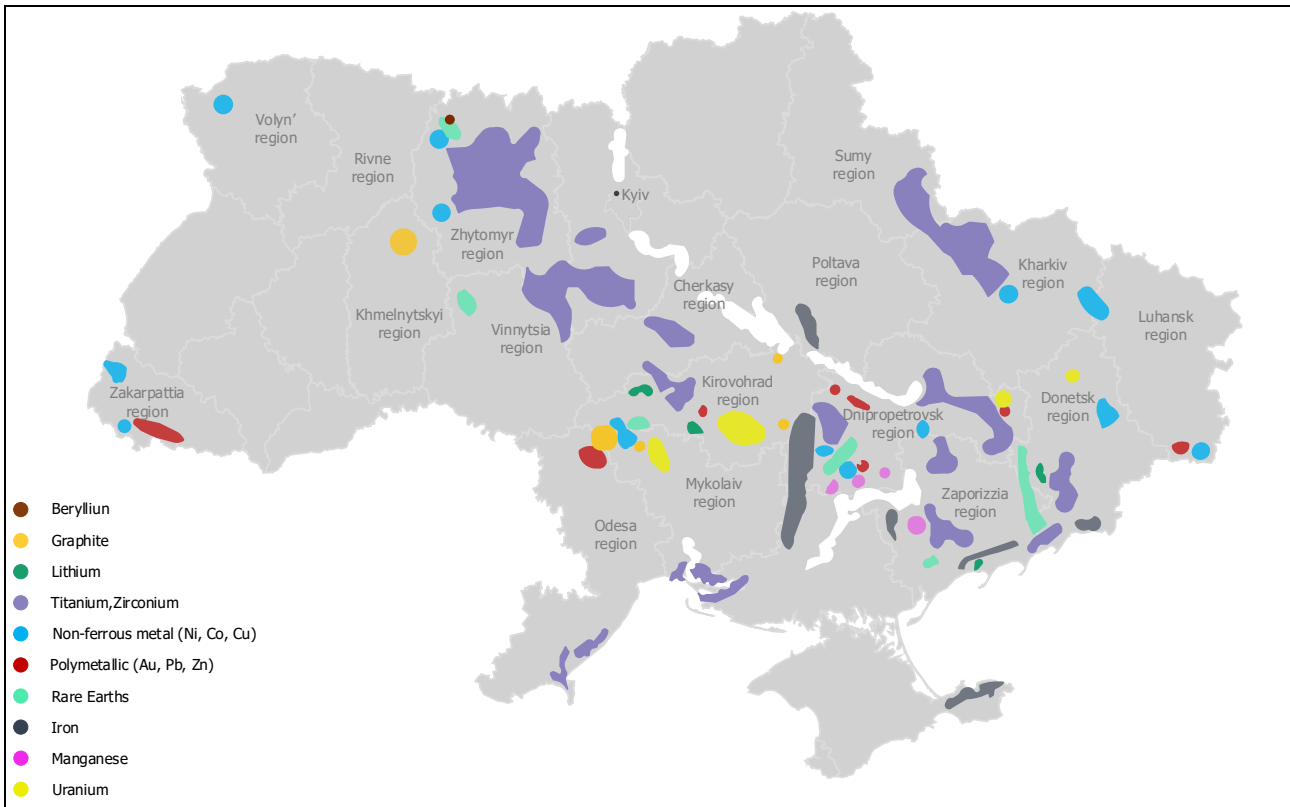 Volyn'
region
Rivne
region
Sumy
region
Kyiv
Zhytomyr
region
Poltava
region
Kharkiv
region
Cherkasy
region
Khmelnytskyi
region
Vinnytsia
region
Luhansk
region
Zakarpattia
region
Kirovohrad
region
Dnipropetrovsk
region
Donetsk
region
Mykolaiv
region
Zaporizzia
region
Odesa
region
Berylliun
Graphite
Lithium
Titanium,Zirconium
Non-ferrous metal (Ni, Co, Cu)
Polymetallic (Au, Pb, Zn)
Rare Earths
Iron
Manganese
Uranium